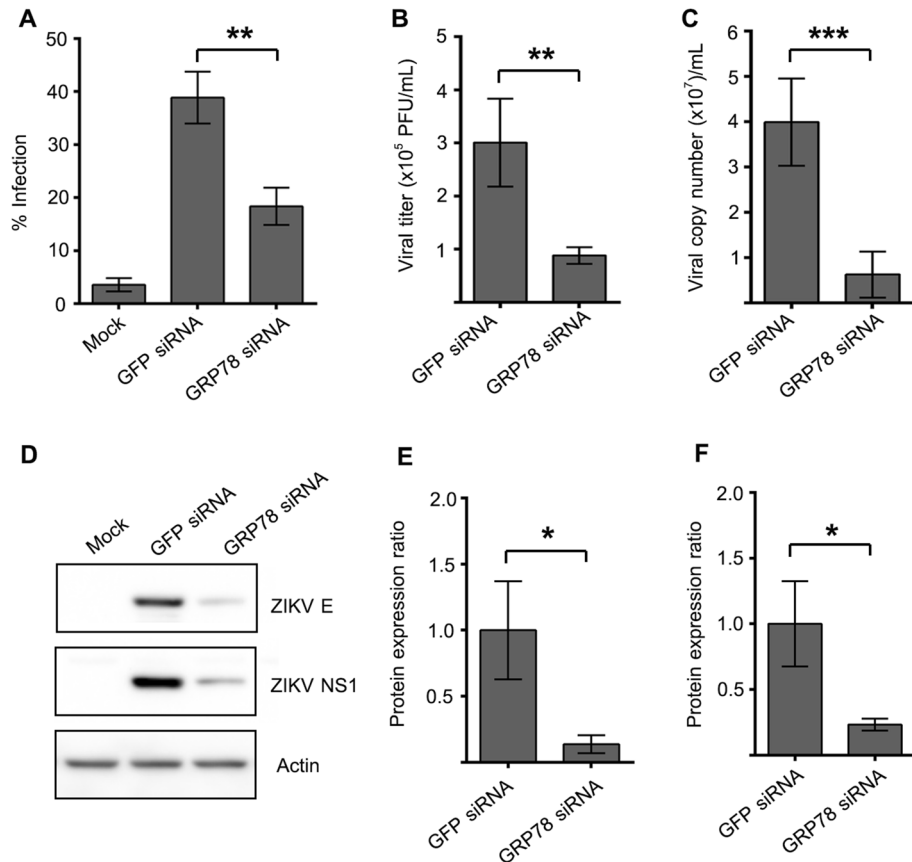 A
% Infection
60
50
40
30
20
10
0
**
Mock
GFP siRNA
GRP78 siRNA
B
Viral titer (x10⁵ PFU/mL)
5
4
3
2
1
**
GFP siRNA
GRP78 siRNA
C
Viral copy number (x10⁷)/mL
6
5
4
3
2
1
***
GFP siRNA
GRP78 siRNA
D
Mock
GFP siRNA
GRP78 siRNA
ZIKV E
ZIKV NS1
Actin
E
Protein expression ratio
2.0
1.5
1.0
0.5
*
GFP siRNA
GRP78 siRNA
F
Protein expression ratio
2.0
1.5
1.0
0.5
*
GFP siRNA
GRP78 siRNA